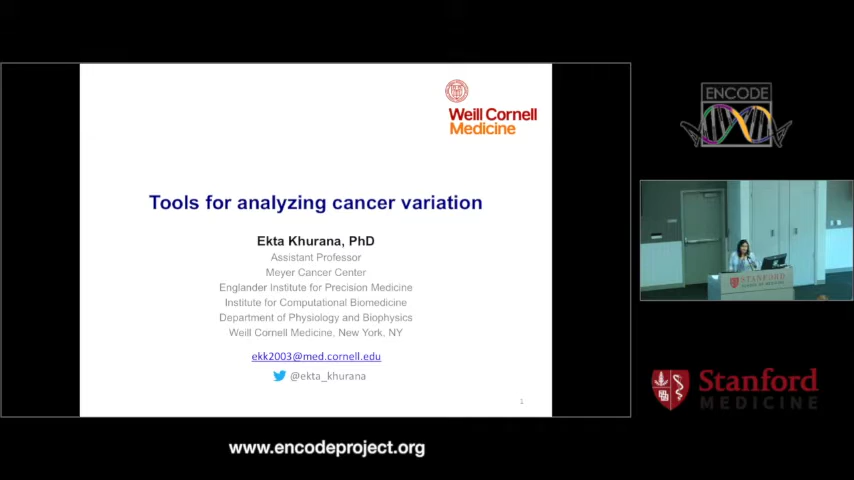 Weill Cornell
Medicine
Tools for analyzing cancer variation
Ekta Khurana, PhD
Assistant Professor
Meyer Cancer Center
Englander Institute for Precision Medicine
Institute for Computational Biomedicine
Department of Physiology and Biophysics
Weill Cornell Medicine, New York, NY
ekk2003@med.cornell.edu
@ekta_khurana
1
ENCODE
STANFORD
Stanford
MEDICINE
www.encodeproject.org